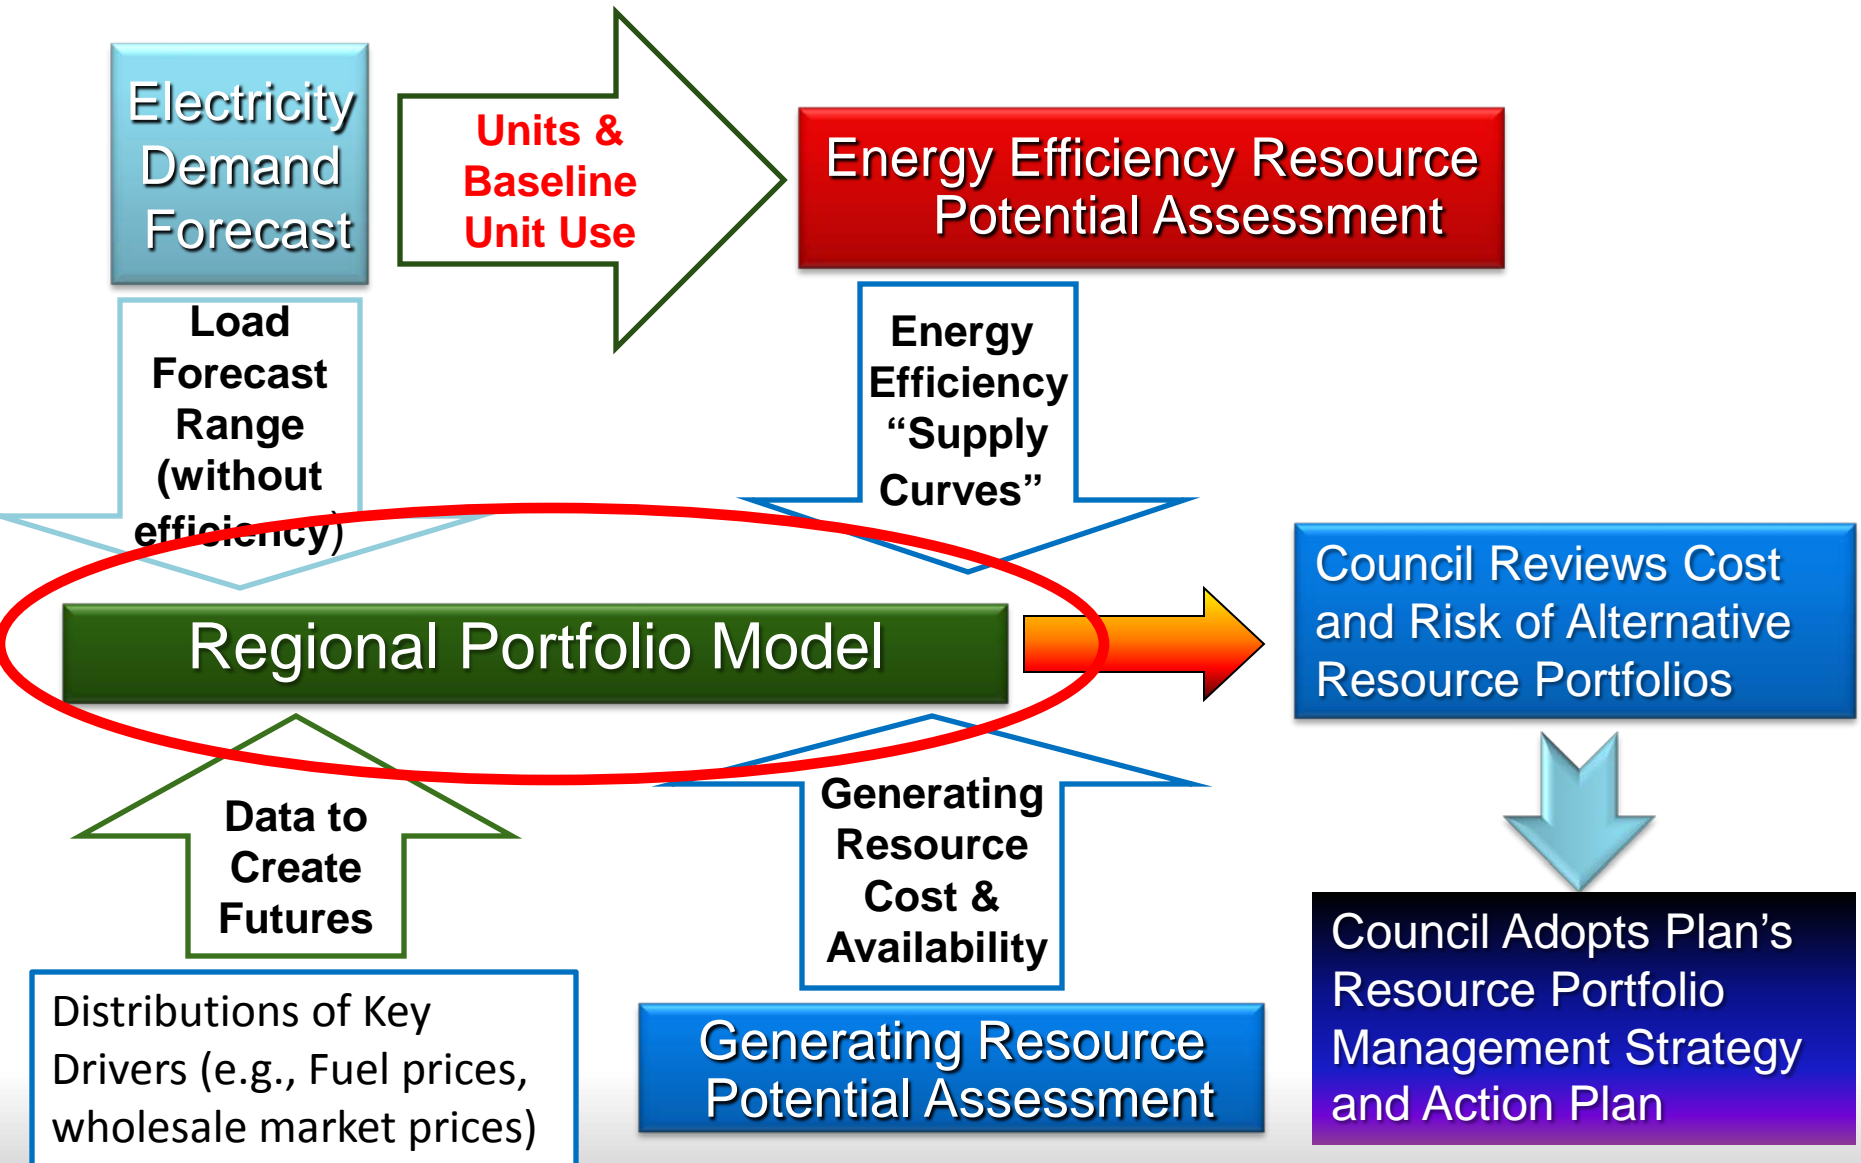 Electricity
Demand
Forecast
Units &
Baseline
Unit Use
Energy Efficiency Resource
Potential Assessment
Load
Forecast
Range
(without
efficiency)
Energy
Efficiency
“Supply
Curves”
Regional Portfolio Model
Council Reviews Cost
and Risk of Alternative
Resource Portfolios
Data to
Create
Futures
Generating
Resource
Cost &
Availability
Distributions of Key
Drivers (e.g., Fuel prices,
wholesale market prices)
Generating Resource
Potential Assessment
Council Adopts Plan’s
Resource Portfolio
Management Strategy
and Action Plan